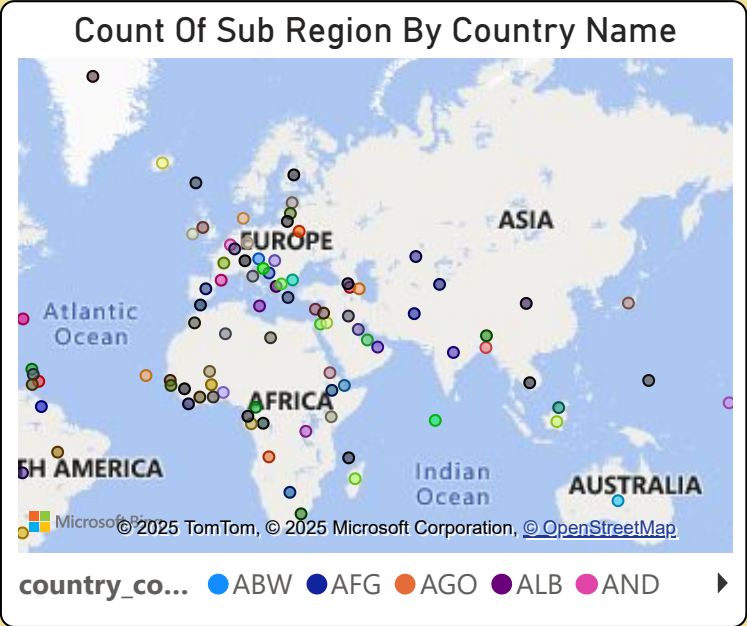 Count Of Sub Region By Country Name
ASIA
EUROPE
Atlantic
Ocean
AFRICA
TH AMERICA
Indian
Ocean
AUSTRALIA
Microsoft Bing
© 2025 TomTom, © 2025 Microsoft Corporation, © OpenStreetMap
country_co... ABW AFG AGO ALB AND